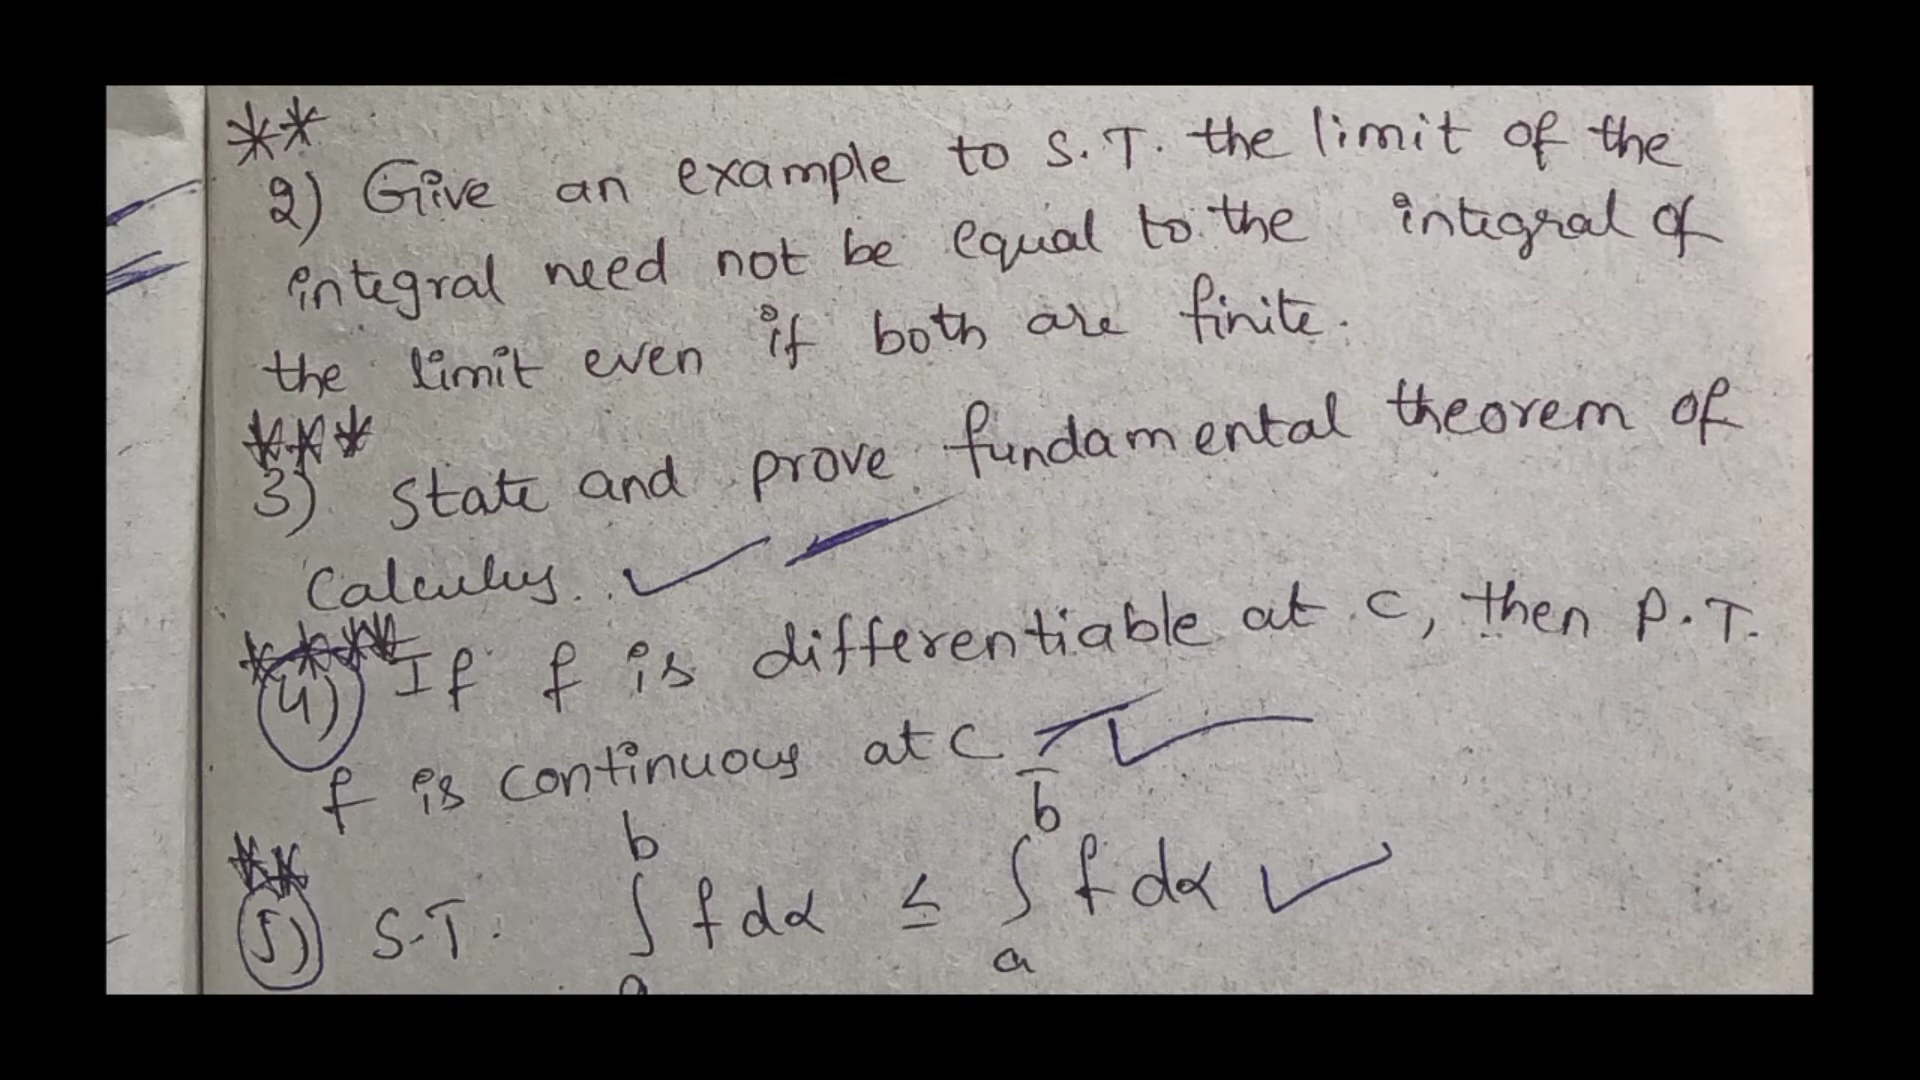 **
2) Give an example to S.T. the limit of the
integral need not be equal to the integral of
the limit even if both are finite.
***
3) State and prove fundamental theorem of
Calculus.
****
4) If f is differentiable at c, then P.T.
f is continuous at c
**
5) S.T. ∫ₐᵇ f dα ≤ ∫ₐᵇ̅ f dα